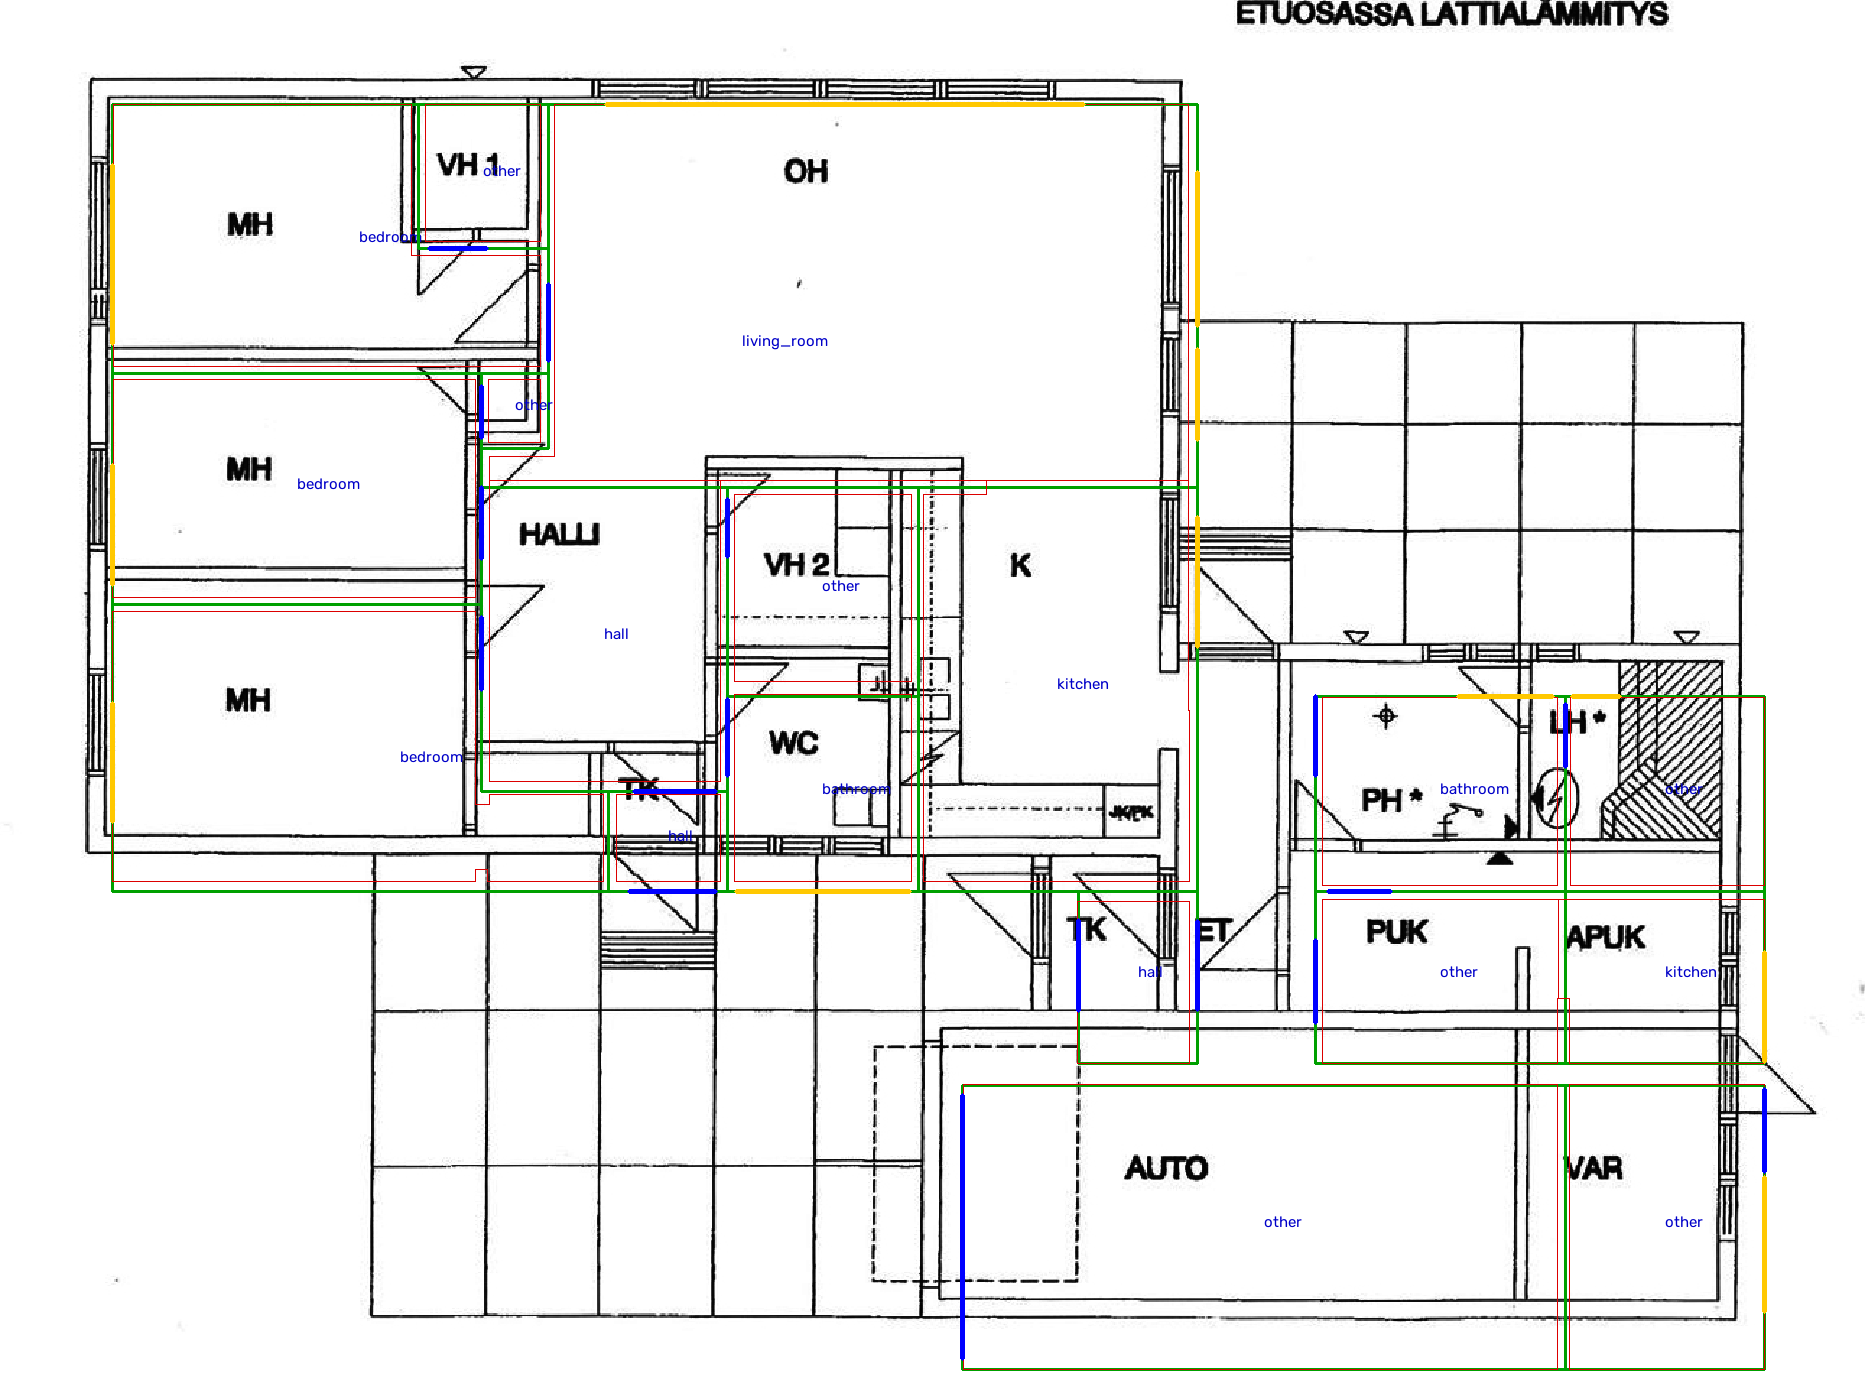 ETUOSASSA LATTIALÄMMITYS
VH 1
other
OH
MH
bedroom
living_room
other
MH
bedroom
HALLI
VH 2
other
K
hall
kitchen
MH
bedroom
WC
bathroom
TK
hall
JK/PK
LH *
PH *
bathroom
other
TK
ET
PUK
APUK
hall
other
kitchen
AUTO
VAR
other
other